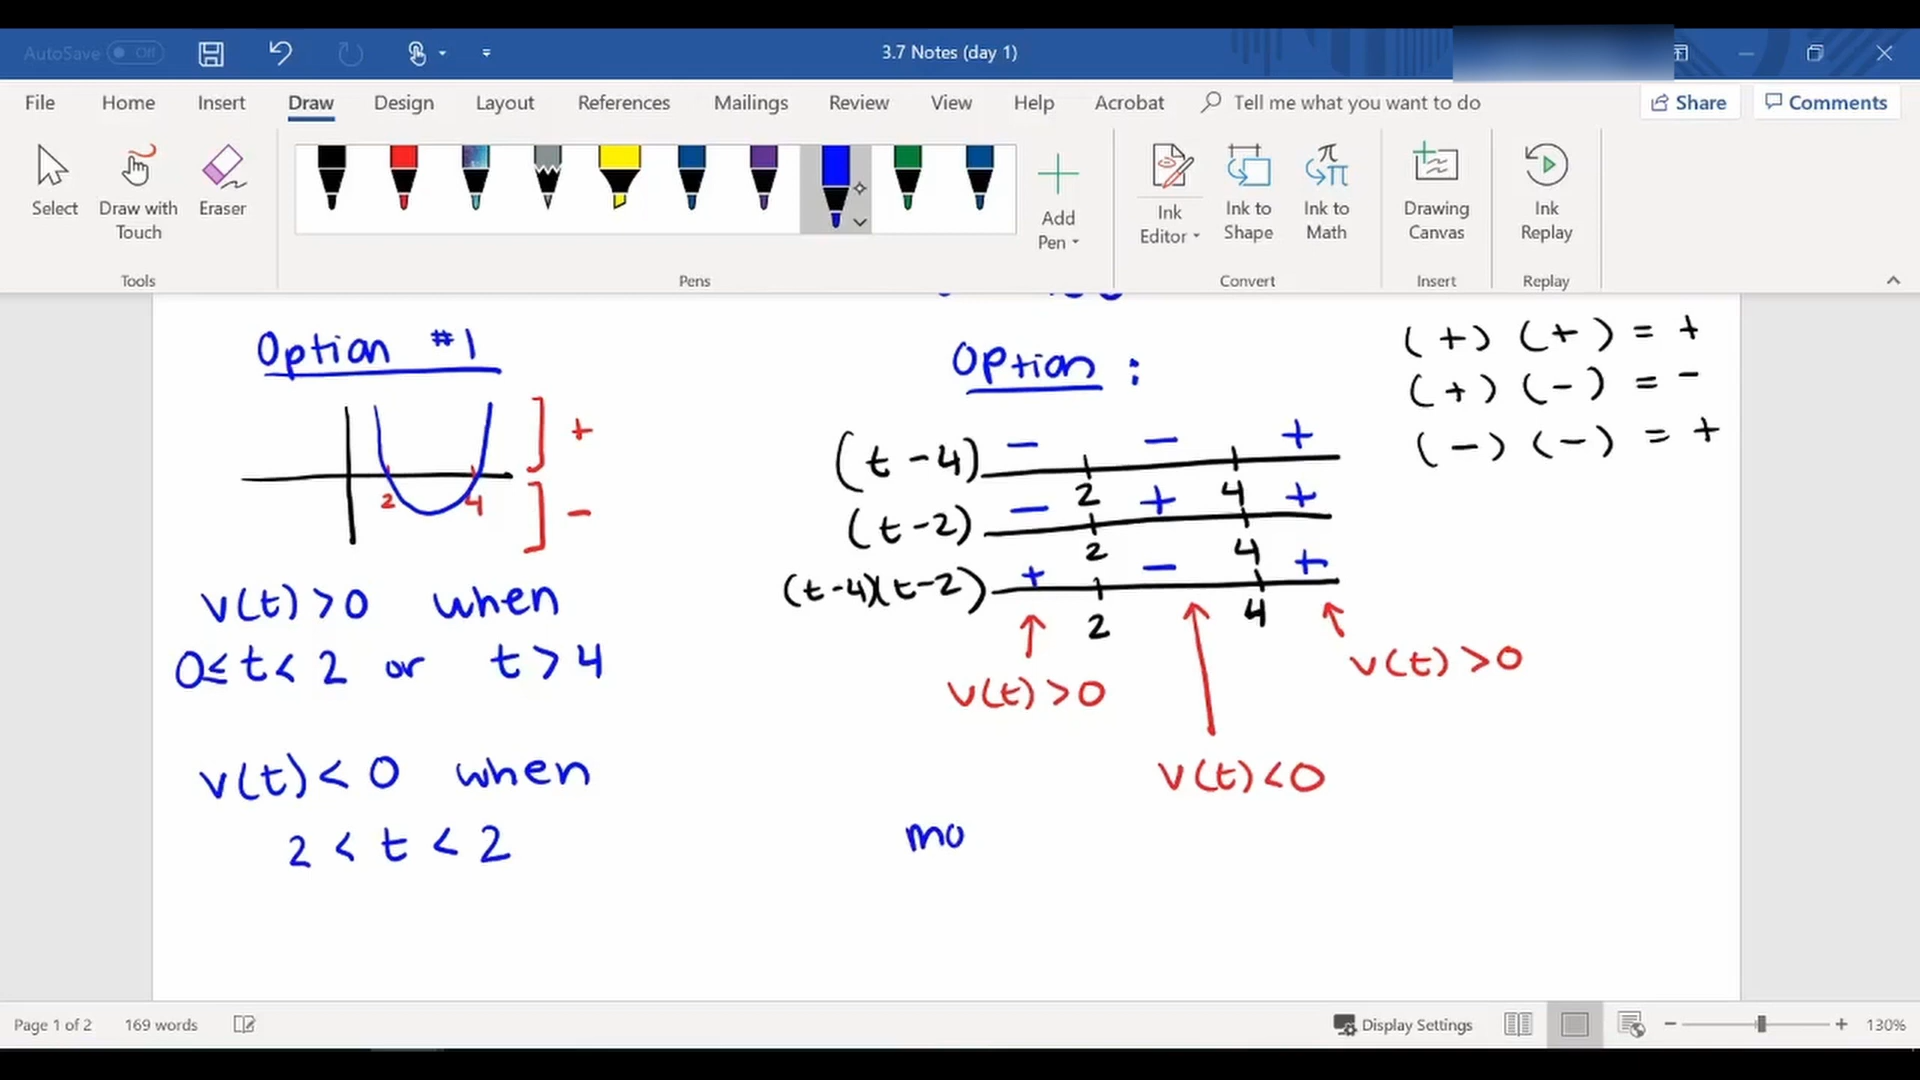 AutoSave Off
3.7 Notes (day 1)
File Home Insert Draw Design Layout References Mailings Review View Help Acrobat Tell me what you want to do Share Comments
Select
Draw with Touch
Eraser
Add Pen
Ink Editor
Ink to Shape
Ink to Math
Drawing Canvas
Ink Replay
Tools
Pens
Convert
Insert
Replay
Option #1
+
2 4
-
v(t) > 0 when
0 ≤ t < 2 or t > 4
v(t) < 0 when
2 < t < 2
Option :
(t - 4) - - +
2 4
(t - 2) - + +
2 4
(t-4)(t-2) + - +
2 4
v(t) > 0
v(t) > 0
v(t) < 0
mo
(+) (+) = +
(+) (-) = -
(-) (-) = +
Page 1 of 2 169 words Display Settings 130%